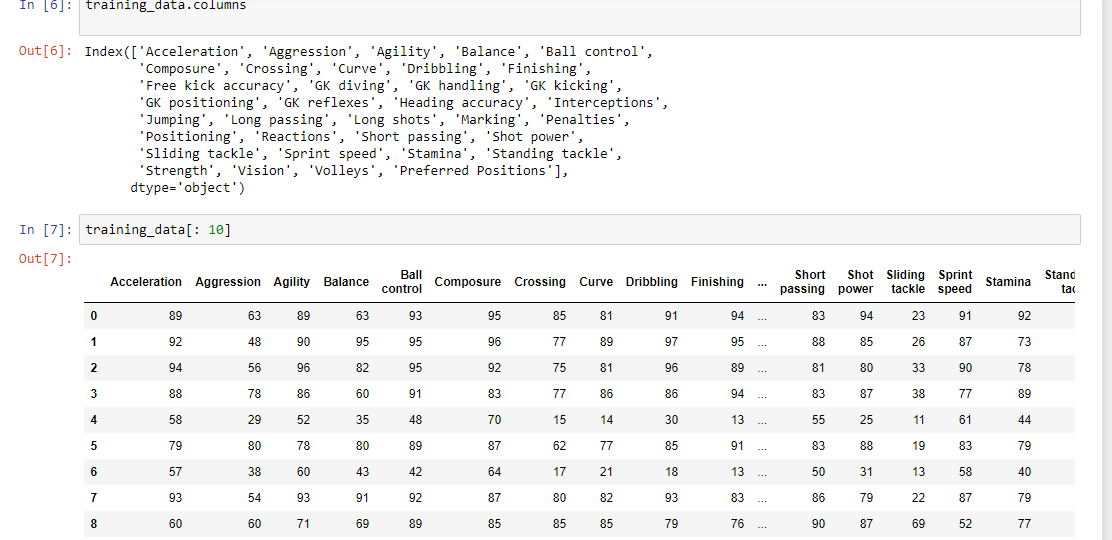 In [6]: training_data.columns
Out[6]: Index(['Acceleration', 'Aggression', 'Agility', 'Balance', 'Ball control',
'Composure', 'Crossing', 'Curve', 'Dribbling', 'Finishing',
'Free kick accuracy', 'GK diving', 'GK handling', 'GK kicking',
'GK positioning', 'GK reflexes', 'Heading accuracy', 'Interceptions',
'Jumping', 'Long passing', 'Long shots', 'Marking', 'Penalties',
'Positioning', 'Reactions', 'Short passing', 'Shot power',
'Sliding tackle', 'Sprint speed', 'Stamina', 'Standing tackle',
'Strength', 'Vision', 'Volleys', 'Preferred Positions'],
dtype='object')
In [7]: training_data[: 10]
Out[7]:
Ball Short Shot Sliding Sprint Stand
Acceleration Aggression Agility Balance control Composure Crossing Curve Dribbling Finishing ... passing power tackle speed Stamina tac
0 89 63 89 63 93 95 85 81 91 94 ... 83 94 23 91 92
1 92 48 90 95 95 96 77 89 97 95 ... 88 85 26 87 73
2 94 56 96 82 95 92 75 81 96 89 ... 81 80 33 90 78
3 88 78 86 60 91 83 77 86 86 94 ... 83 87 38 77 89
4 58 29 52 35 48 70 15 14 30 13 ... 55 25 11 61 44
5 79 80 78 80 89 87 62 77 85 91 ... 83 88 19 83 79
6 57 38 60 43 42 64 17 21 18 13 ... 50 31 13 58 40
7 93 54 93 91 92 87 80 82 93 83 ... 86 79 22 87 79
8 60 60 71 69 89 85 85 85 79 76 ... 90 87 69 52 77